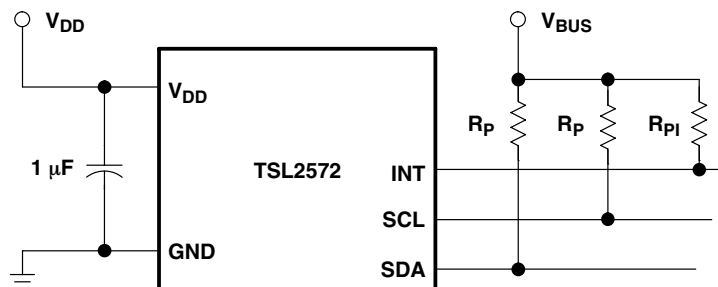 VDD
VBUS
VDD
RP
RP
RPI
1 μF
TSL2572
INT
SCL
GND
SDA